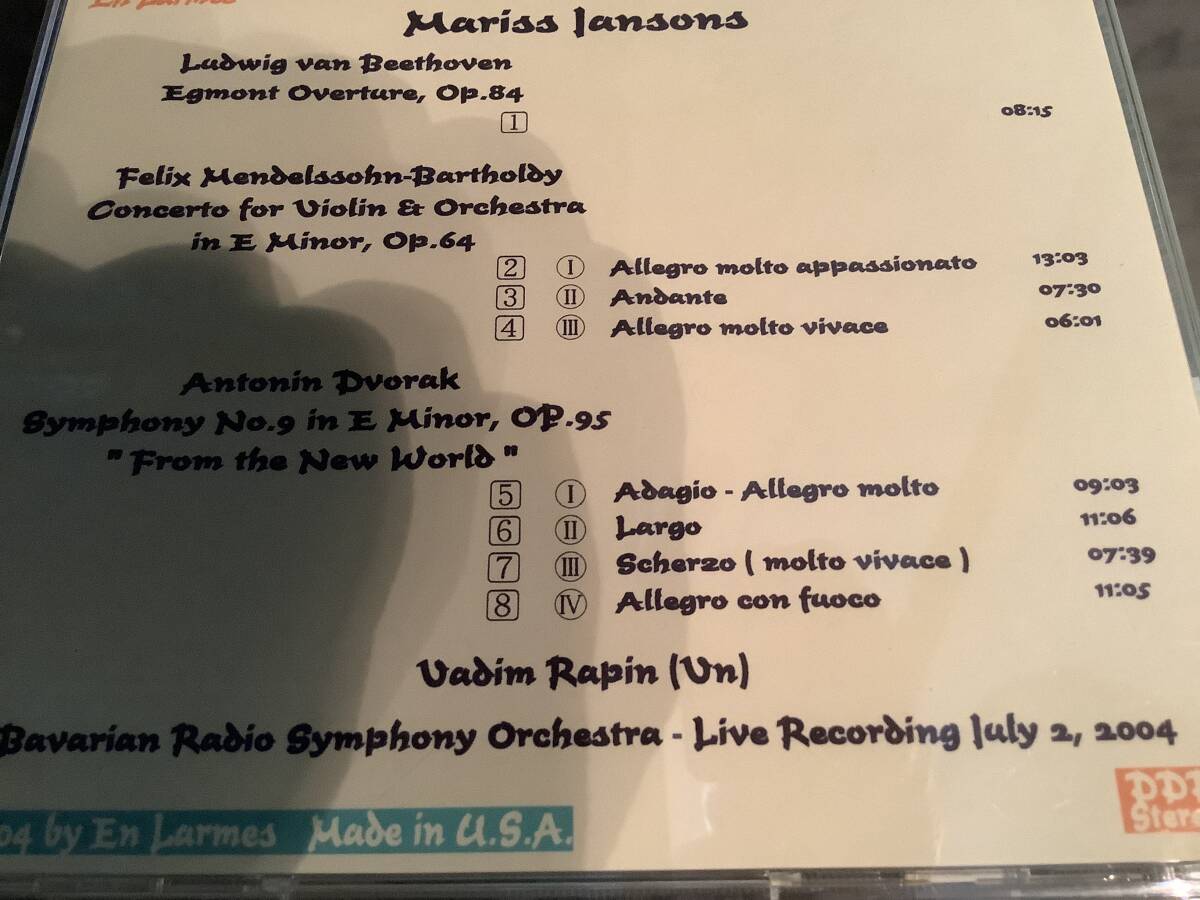 En Larmes
Mariss Jansons
Ludwig van Beethoven
Egmont Overture, Op.84
1 08:15
Felix Mendelssohn-Bartholdy
Concerto for Violin & Orchestra
in E Minor, Op.64
2 I Allegro molto appassionato 13:03
3 II Andante 07:30
4 III Allegro molto vivace 06:01
Antonin Dvorak
Symphony No.9 in E Minor, OP.95
" From the New World "
5 I Adagio - Allegro molto 09:03
6 II Largo 11:06
7 III Scherzo ( molto vivace ) 07:39
8 IV Allegro con fuoco 11:05
Vadim Rapin (Vn)
Bavarian Radio Symphony Orchestra - Live Recording July 2, 2004
04 by En Larmes Made in U.S.A.